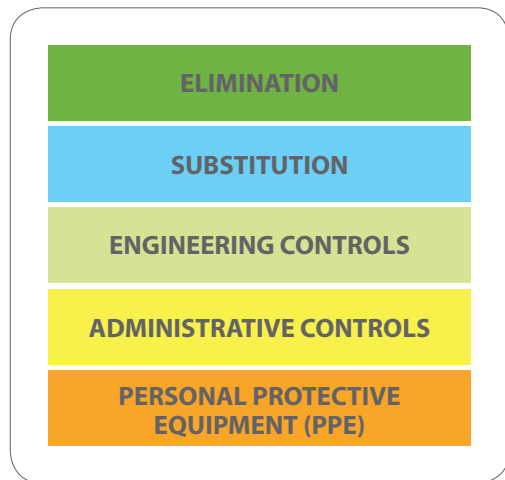 ELIMINATION
SUBSTITUTION
ENGINEERING CONTROLS
ADMINISTRATIVE CONTROLS
PERSONAL PROTECTIVE
EQUIPMENT (PPE)